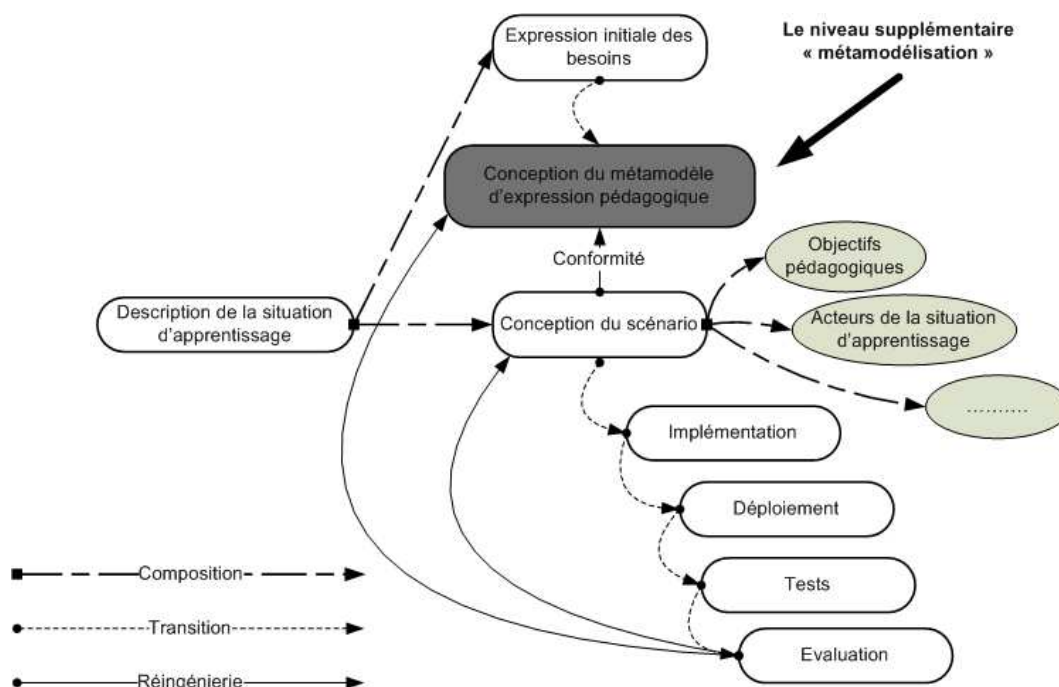 Expression initiale des
besoins
Le niveau supplémentaire
« métamodélisation »
Conception du métamodèle
d'expression pédagogique
Conformité
Objectifs
pédagogiques
Description de la situation
d'apprentissage
Conception du scénario
Acteurs de la situation
d'apprentissage
..........
Implémentation
Déploiement
Composition
Tests
Transition
Evaluation
Réingénierie